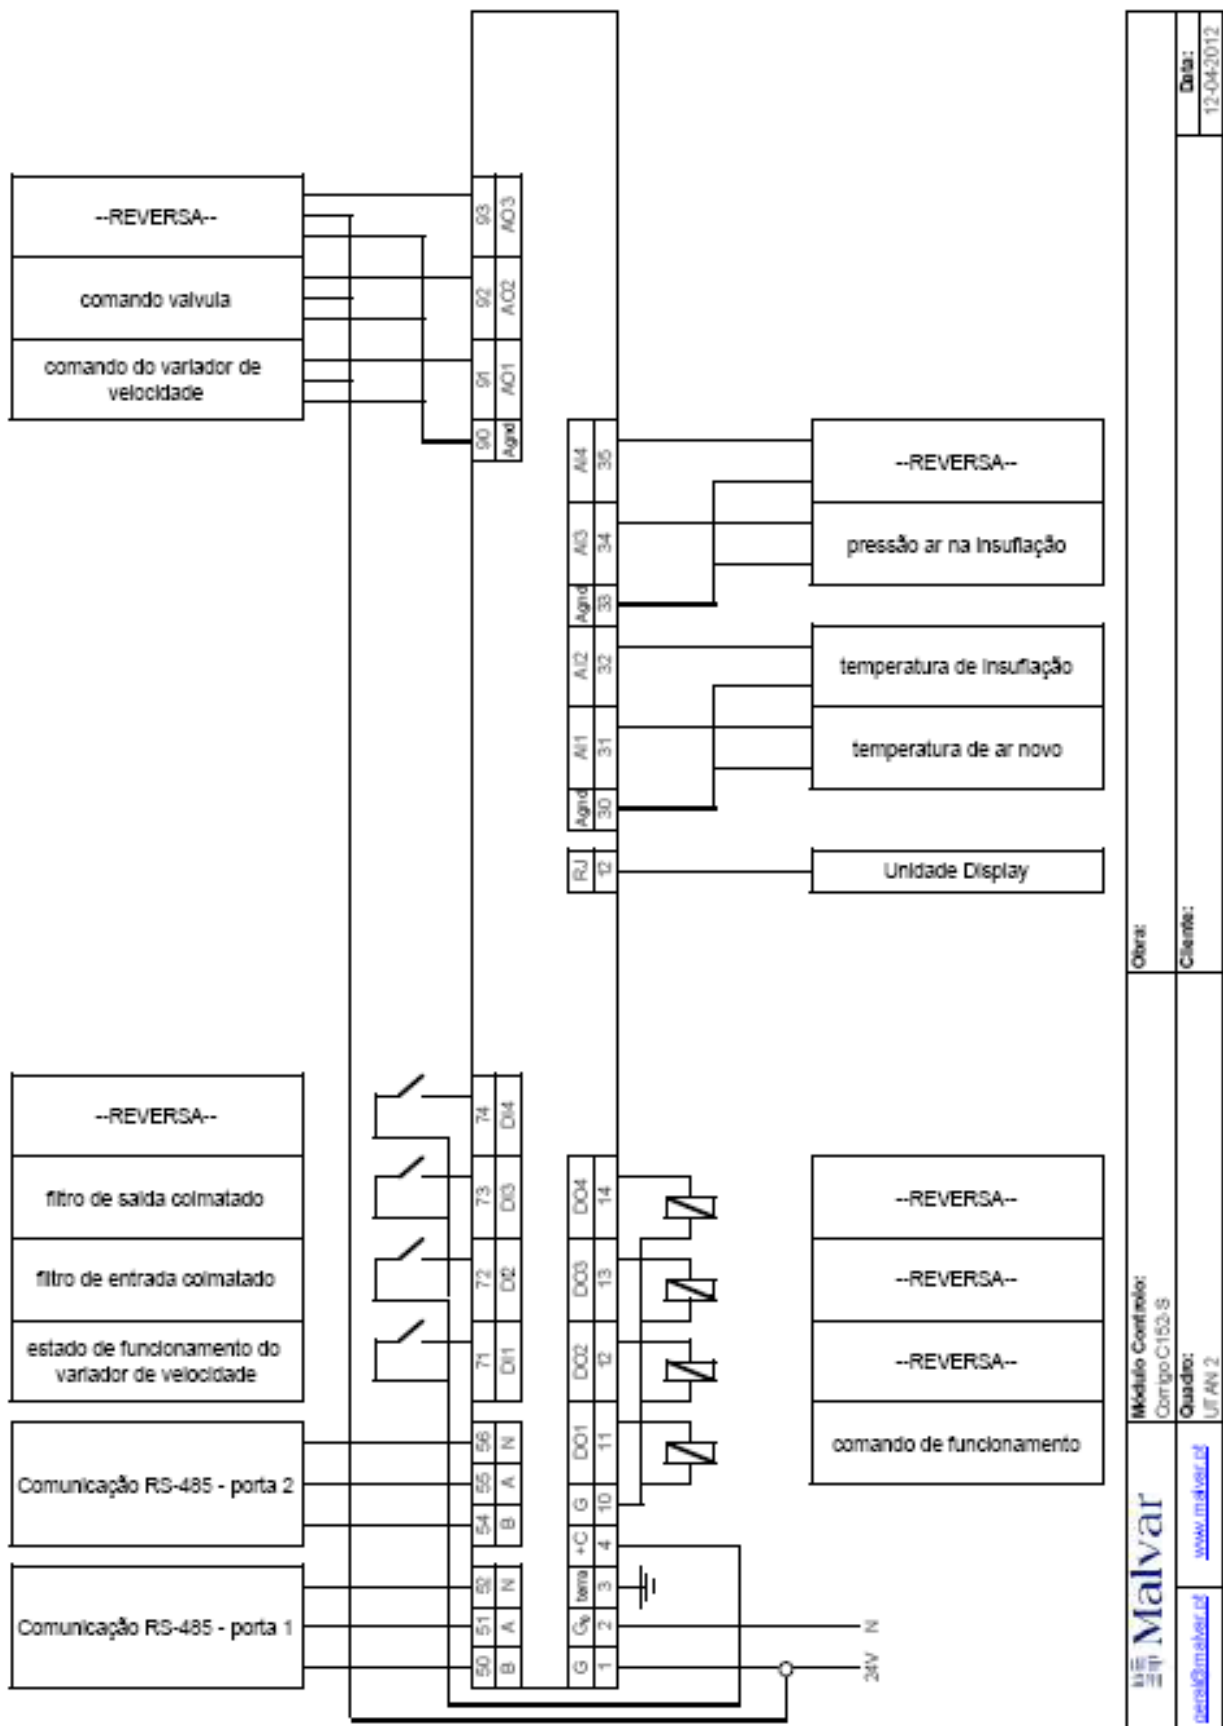 --REVERSA--
comando valvula
comando do variador de
velocidade
93 AO3
92 AO2
91 AO1
90 Agnd
AI4 35
AI3 34
Agnd 33
AI2 32
AI1 31
Agnd 30
RJ 12
--REVERSA--
pressão ar na insuflação
temperatura de insuflação
temperatura de ar novo
Unidade Display
--REVERSA--
filtro de saida colmatado
filtro de entrada colmatado
estado de funcionamento do
variador de velocidade
Comunicação RS-485 - porta 2
Comunicação RS-485 - porta 1
74 DI4
73 DI3
72 DI2
71 DI1
56 N
55 A
54 B
52 N
51 A
50 B
DO4 14
DO3 13
DO2 12
DO1 11
G 10
+C 4
terra 3
G₀ 2
G 1
--REVERSA--
--REVERSA--
--REVERSA--
comando de funcionamento
N
24V
Malvar
geral@malvar.pt
www.malvar.pt
Módulo Controlo:
Corrigo C152-S
Quadro:
UTAN 2
Obra:
Cliente:
Data:
12-04-2012